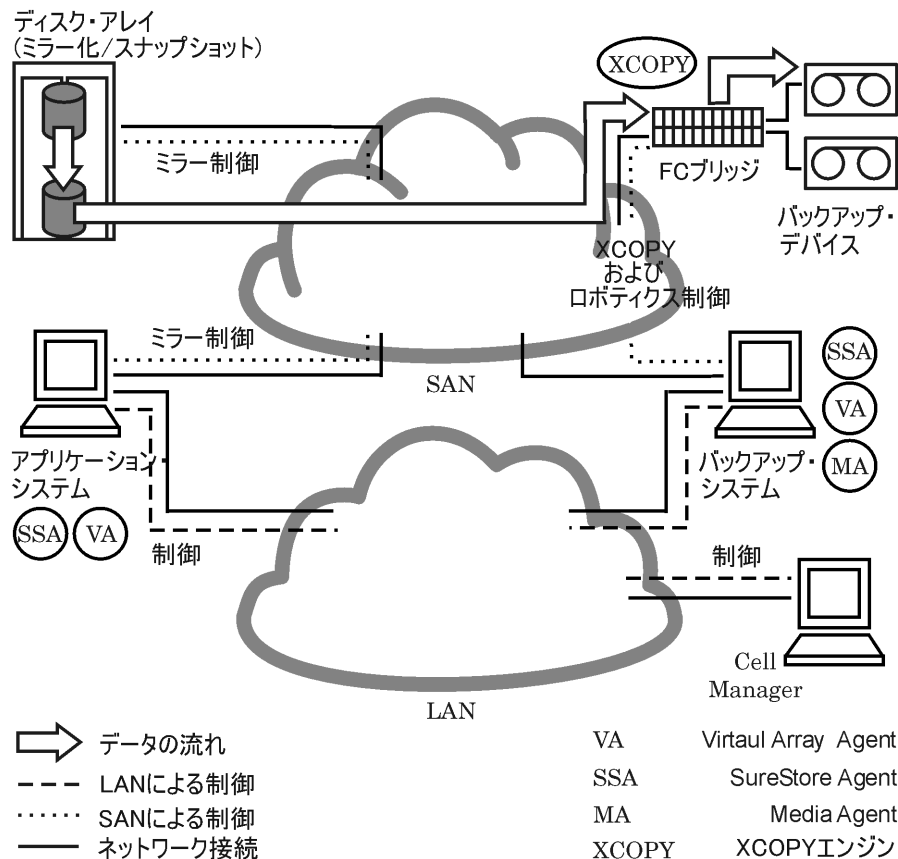 ディスク・アレイ
(ミラー化/スナップショット)
XCOPY
ミラー制御
FCブリッジ
バックアップ・
デバイス
XCOPY
および
ロボティクス制御
ミラー制御
SAN
SSA
VA
MA
アプリケーション・
システム
バックアップ・
システム
SSA
VA
制御
制御
Cell
Manager
LAN
データの流れ
LANによる制御
SANによる制御
ネットワーク接続
VA Virtaul Array Agent
SSA SureStore Agent
MA Media Agent
XCOPY XCOPYエンジン